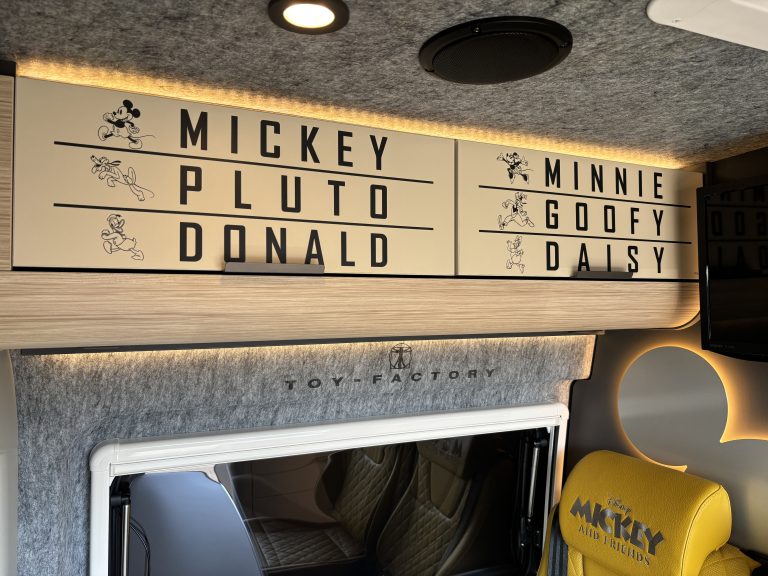 MICKEY
PLUTO
DONALD
MINNIE
GOOFY
DAISY
TOY-FACTORY
Disney
MICKEY
AND FRIENDS